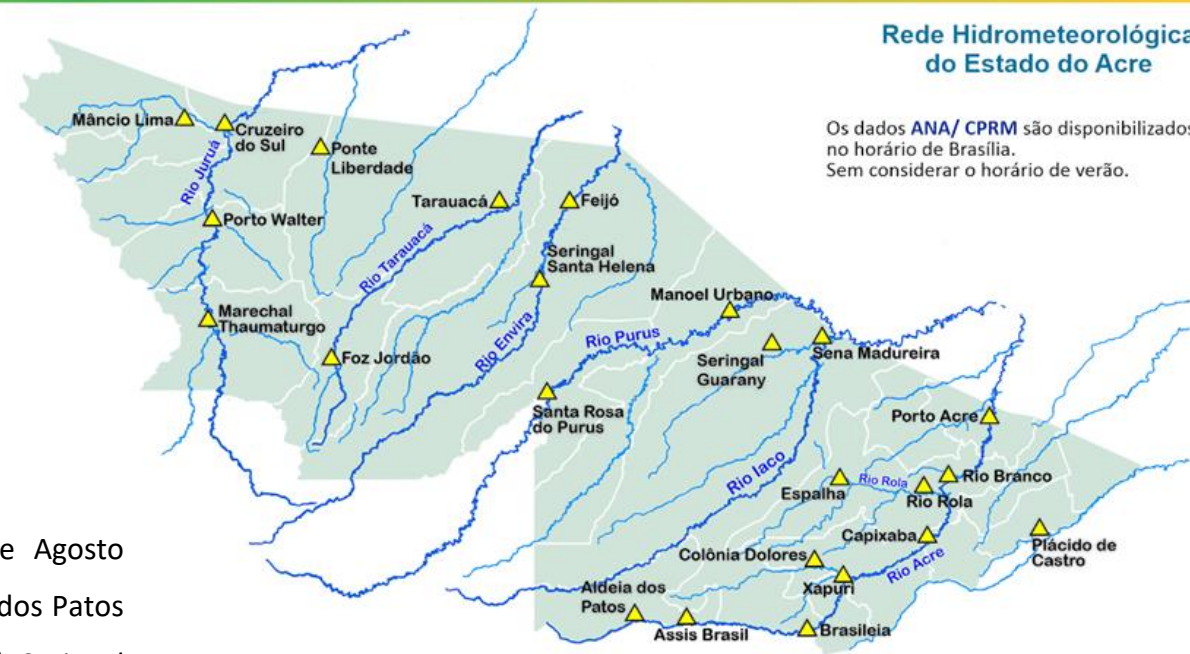 Rede Hidrometeorológica
do Estado do Acre
Os dados ANA/ CPRM são disponibilizados
no horário de Brasília.
Sem considerar o horário de verão.
Mâncio Lima
Cruzeiro
do Sul
Ponte
Liberdade
Rio Juruá
Porto Walter
Tarauacá
Feijó
Rio Tarauacá
Seringal
Santa Helena
Marechal
Thaumaturgo
Foz Jordão
Rio Envira
Manoel Urbano
Rio Purus
Seringal
Guarany
Sena Madureira
Santa Rosa
do Purus
Porto Acre
Rio Iaco
Espalha
Rio Rola
Rio Rola
Rio Branco
Capixaba
Plácido de
Castro
Colônia Dolores
Rio Acre
Xapuri
Aldeia dos
Patos
Assis Brasil
Brasileia
Agosto
dos Patos